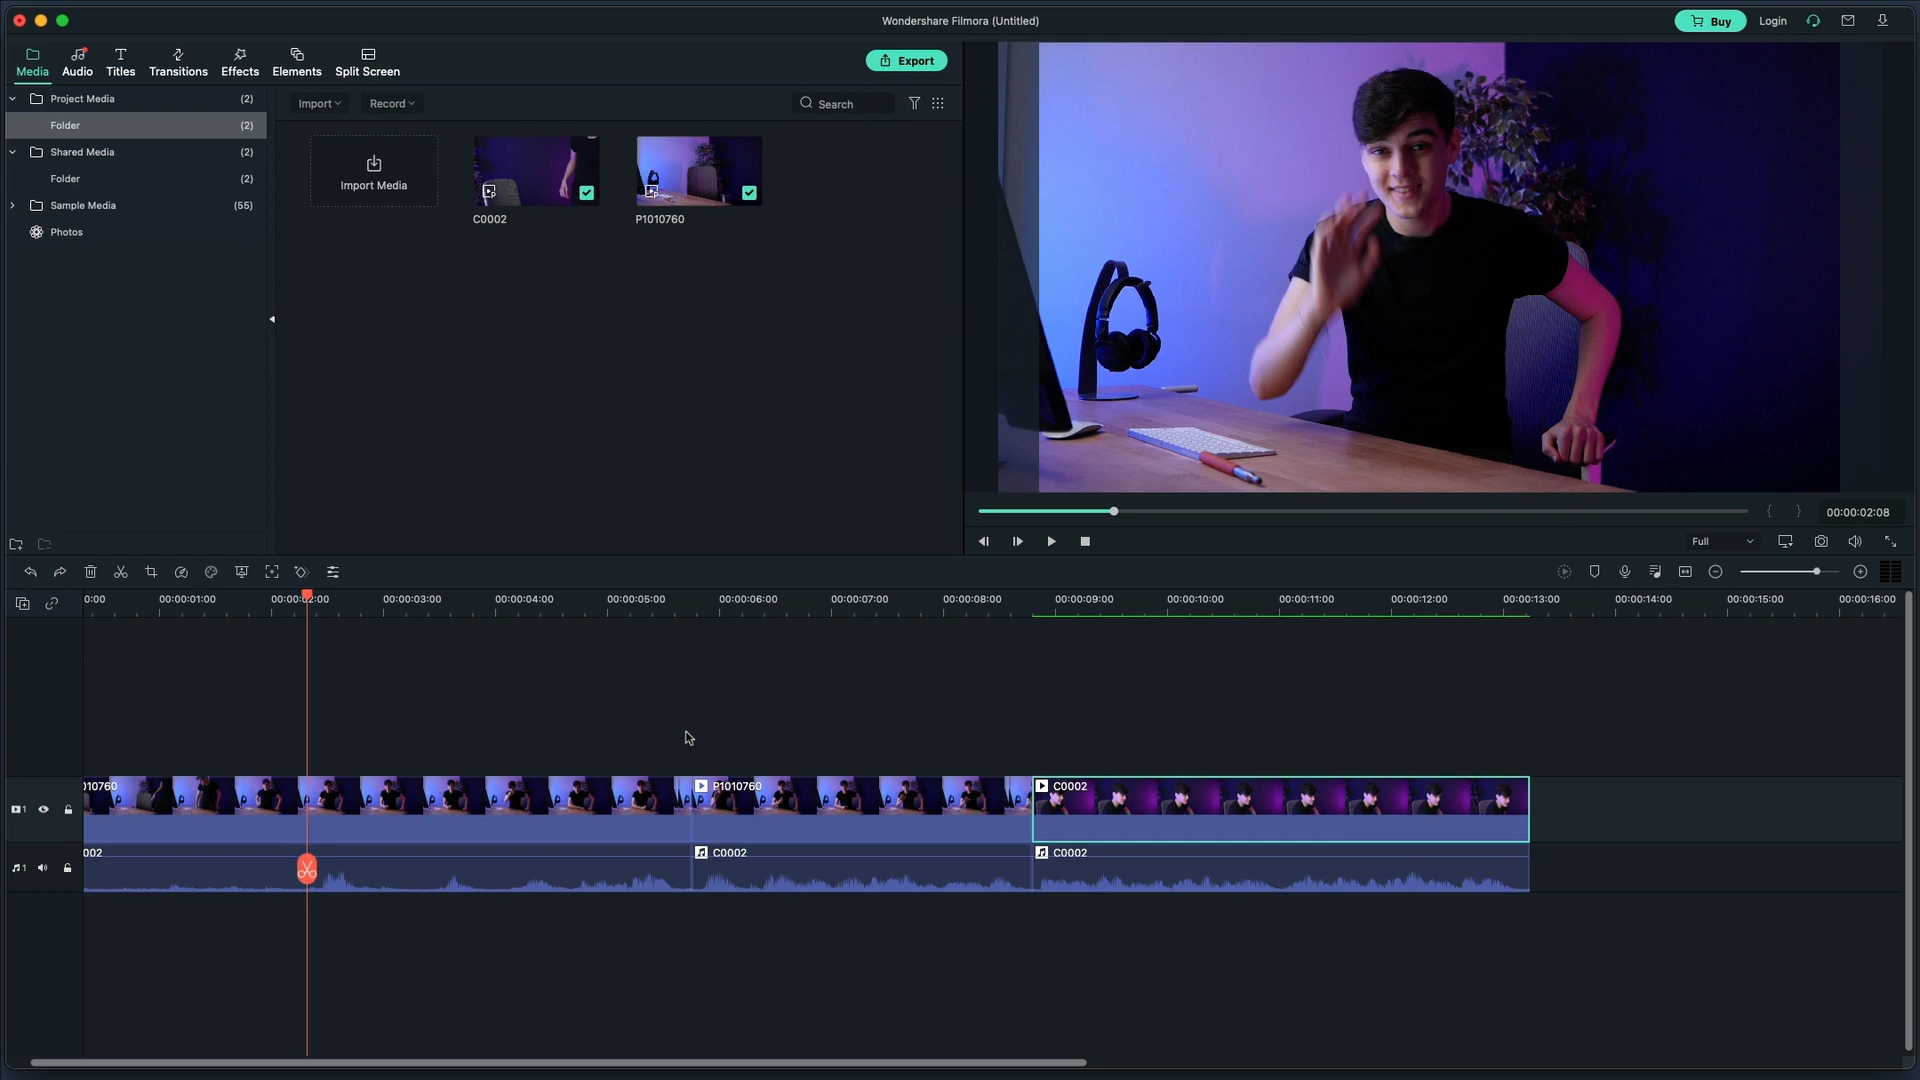 Wondershare Filmora (Untitled)
Buy
Login
Media
Audio
Titles
Transitions
Effects
Elements
Split Screen
Export
Project Media (2)
Folder (2)
Shared Media (2)
Folder (2)
Sample Media (55)
Photos
Import
Record
Search
Import Media
C0002
P1010760
00:00:02:08
Full
0:00 00:00:01:00 00:00:02:00 00:00:03:00 00:00:04:00 00:00:05:00 00:00:06:00 00:00:07:00 00:00:08:00 00:00:09:00 00:00:10:00 00:00:11:00 00:00:12:00 00:00:13:00 00:00:14:00 00:00:15:00 00:00:16:00
010760 P1010760 C0002
1
002 C0002 C0002
1